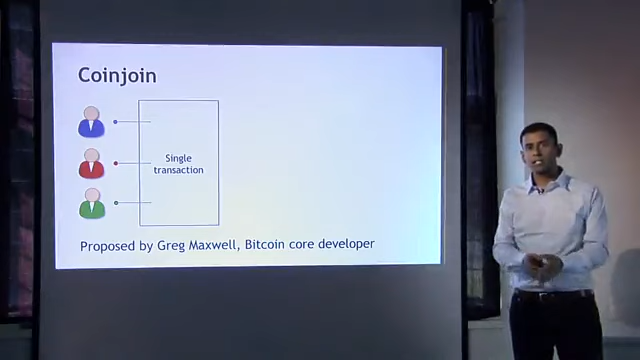 Coinjoin
Single
transaction
Proposed by Greg Maxwell, Bitcoin core developer